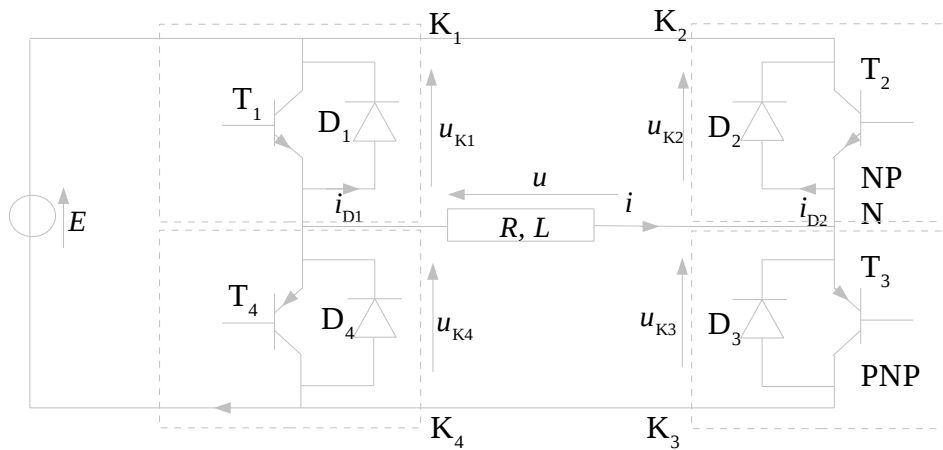 K1
K2
T1
D1
uK1
uK2
D2
T2
NP
N
E
iD1
u
R, L
i
iD2
T4
D4
uK4
uK3
D3
T3
PNP
K4
K3